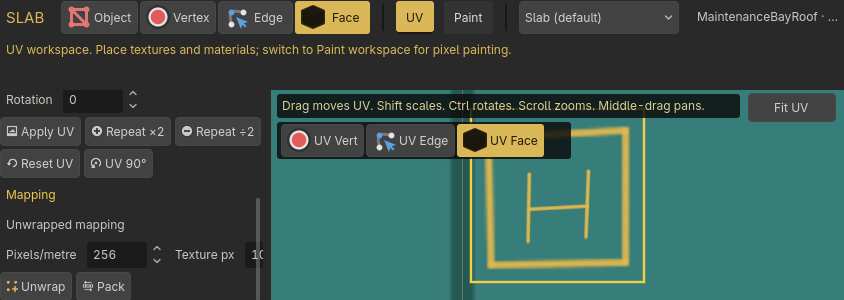 SLAB Object Vertex Edge Face UV Paint Slab (default) MaintenanceBayRoof · ...
UV workspace. Place textures and materials; switch to Paint workspace for pixel painting.
Rotation 0
Drag moves UV. Shift scales. Ctrl rotates. Scroll zooms. Middle-drag pans. Fit UV
Apply UV Repeat ×2 Repeat ÷2
UV Vert UV Edge UV Face
Reset UV UV 90°
H
Mapping
Unwrapped mapping
Pixels/metre 256 Texture px
Unwrap Pack